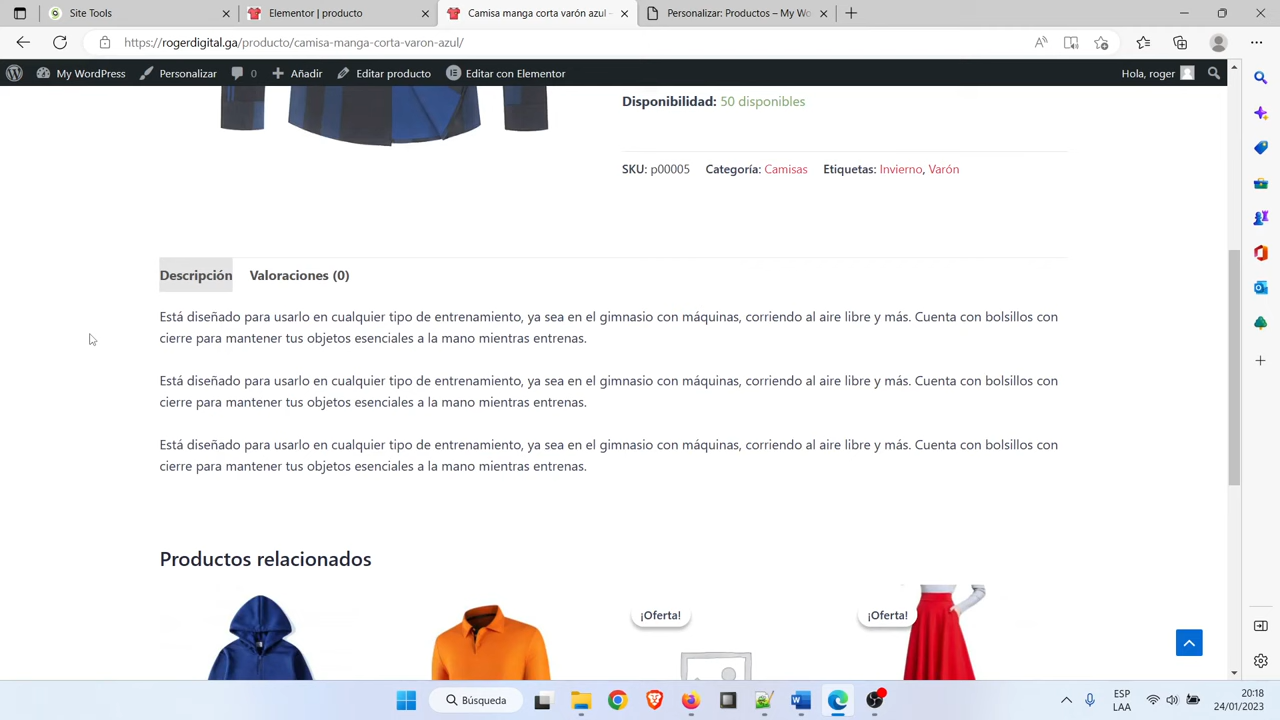 Site Tools
Elementor | producto
Camisa manga corta varón azul -
Personalizar: Productos – My Wo
https://rogerdigital.ga/producto/camisa-manga-corta-varon-azul/
My WordPress
Personalizar
0
Añadir
Editar producto
Editar con Elementor
Hola, roger
Disponibilidad: 50 disponibles
SKU: p00005 Categoría: Camisas Etiquetas: Invierno, Varón
Descripción
Valoraciones (0)
Está diseñado para usarlo en cualquier tipo de entrenamiento, ya sea en el gimnasio con máquinas, corriendo al aire libre y más. Cuenta con bolsillos con
cierre para mantener tus objetos esenciales a la mano mientras entrenas.
Está diseñado para usarlo en cualquier tipo de entrenamiento, ya sea en el gimnasio con máquinas, corriendo al aire libre y más. Cuenta con bolsillos con
cierre para mantener tus objetos esenciales a la mano mientras entrenas.
Está diseñado para usarlo en cualquier tipo de entrenamiento, ya sea en el gimnasio con máquinas, corriendo al aire libre y más. Cuenta con bolsillos con
cierre para mantener tus objetos esenciales a la mano mientras entrenas.
Productos relacionados
¡Oferta!
¡Oferta!
Búsqueda
ESP
LAA
20:18
24/01/2023